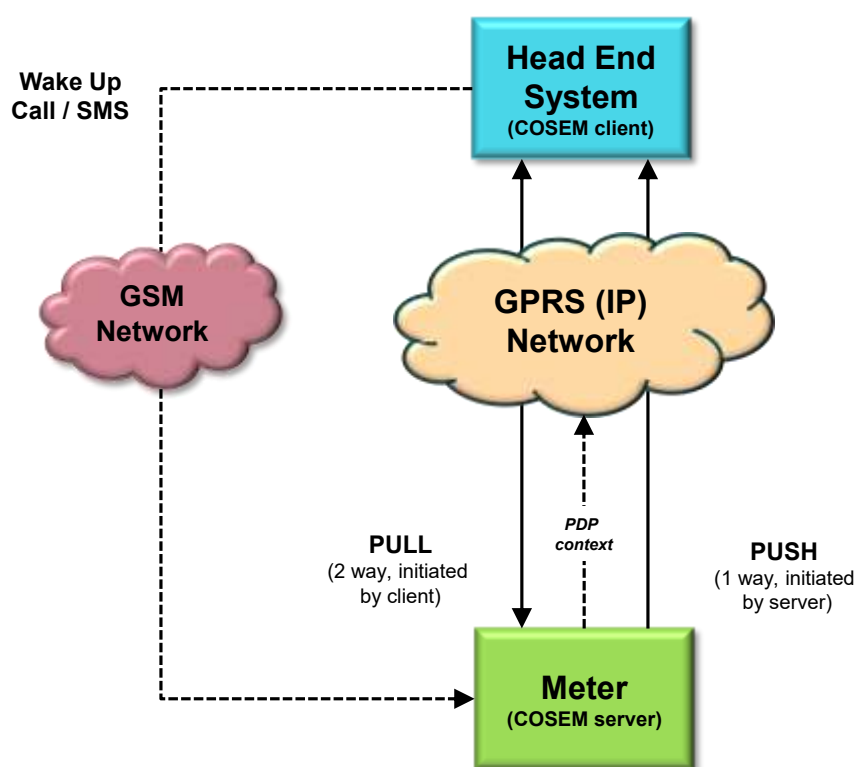 Head End
System
(COSEM client)
Wake Up
Call / SMS
GSM
Network
GPRS (IP)
Network
PDP
context
PULL
(2 way, initiated
by client)
PUSH
(1 way, initiated
by server)
Meter
(COSEM server)